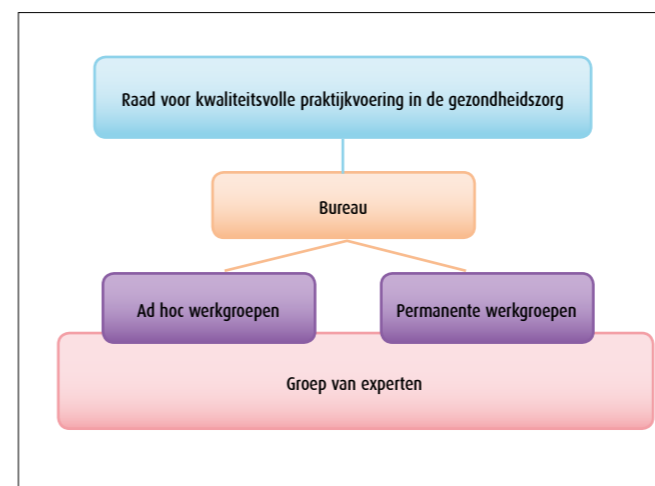 Raad voor kwaliteitsvolle praktijkvoering in de gezondheidszorg
Bureau
Ad hoc werkgroepen
Permanente werkgroepen
Groep van experten